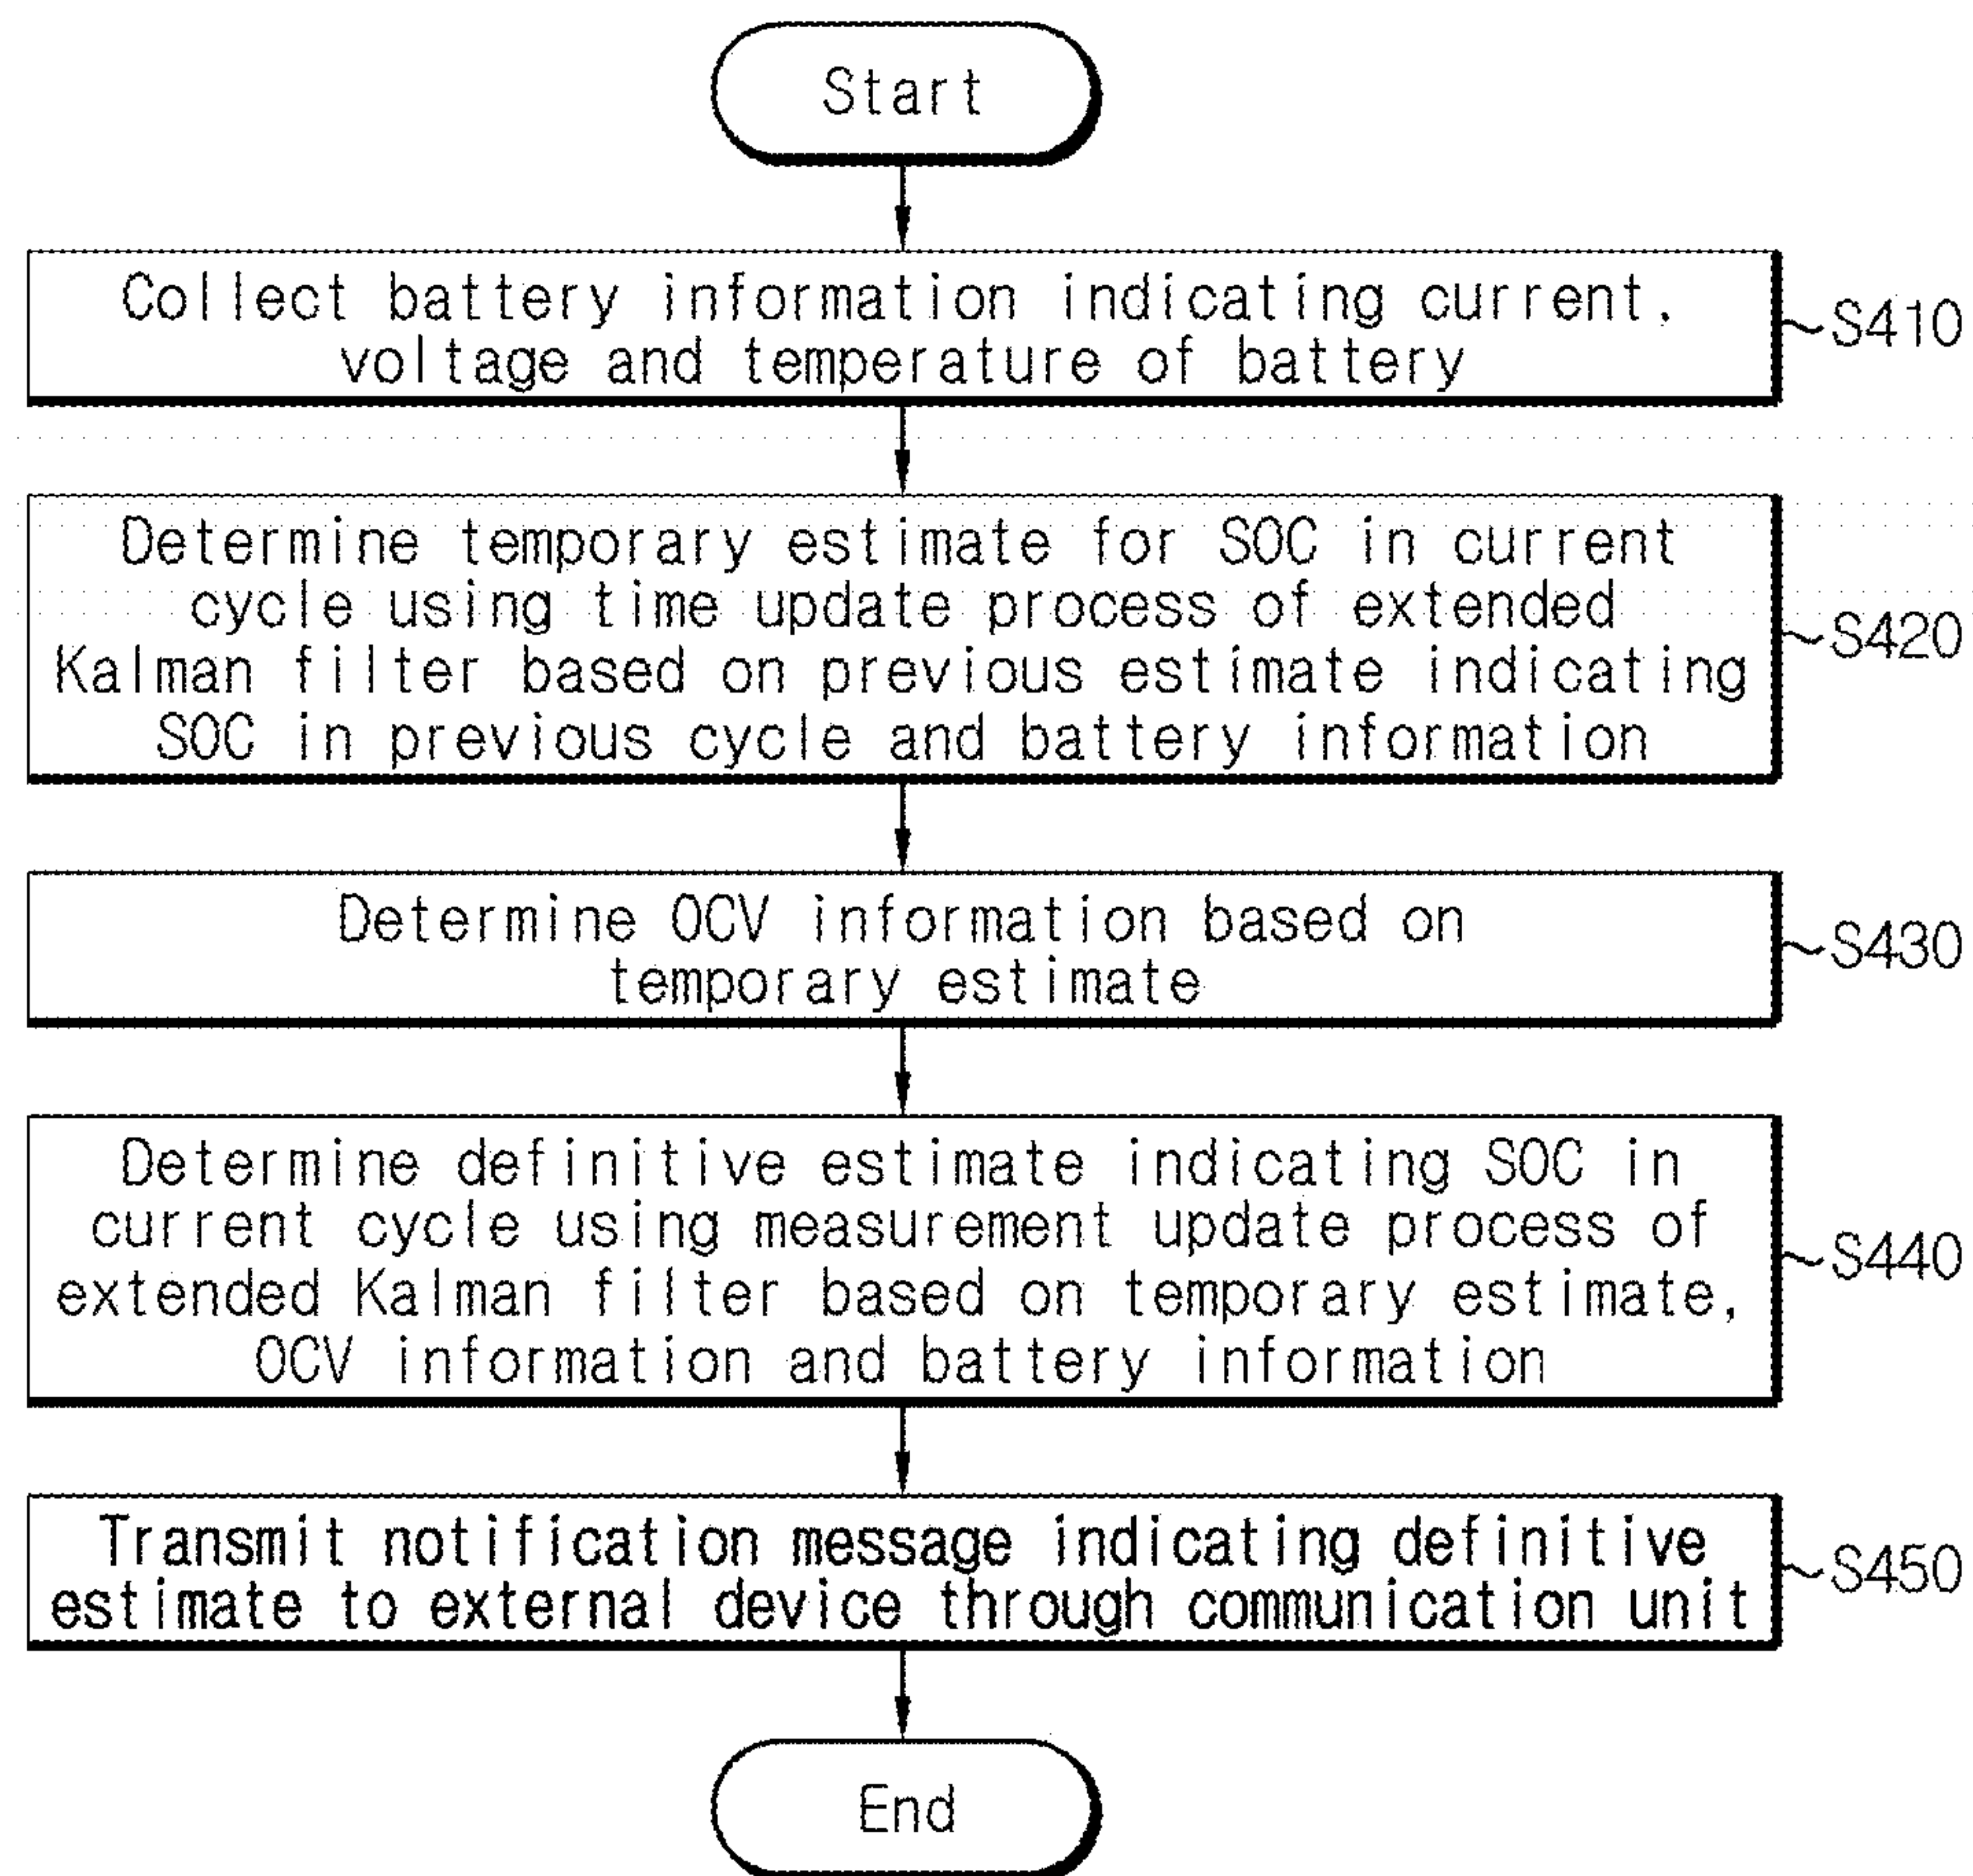 Start
Collect battery information indicating current,
voltage and temperature of battery
S410
Determine temporary estimate for SOC in current
cycle using time update process of extended
Kalman filter based on previous estimate indicating
SOC in previous cycle and battery information
S420
Determine OCV information based on
temporary estimate
S430
Determine definitive estimate indicating SOC in
current cycle using measurement update process of
extended Kalman filter based on temporary estimate,
OCV information and battery information
S440
Transmit notification message indicating definitive
estimate to external device through communication unit
S450
End